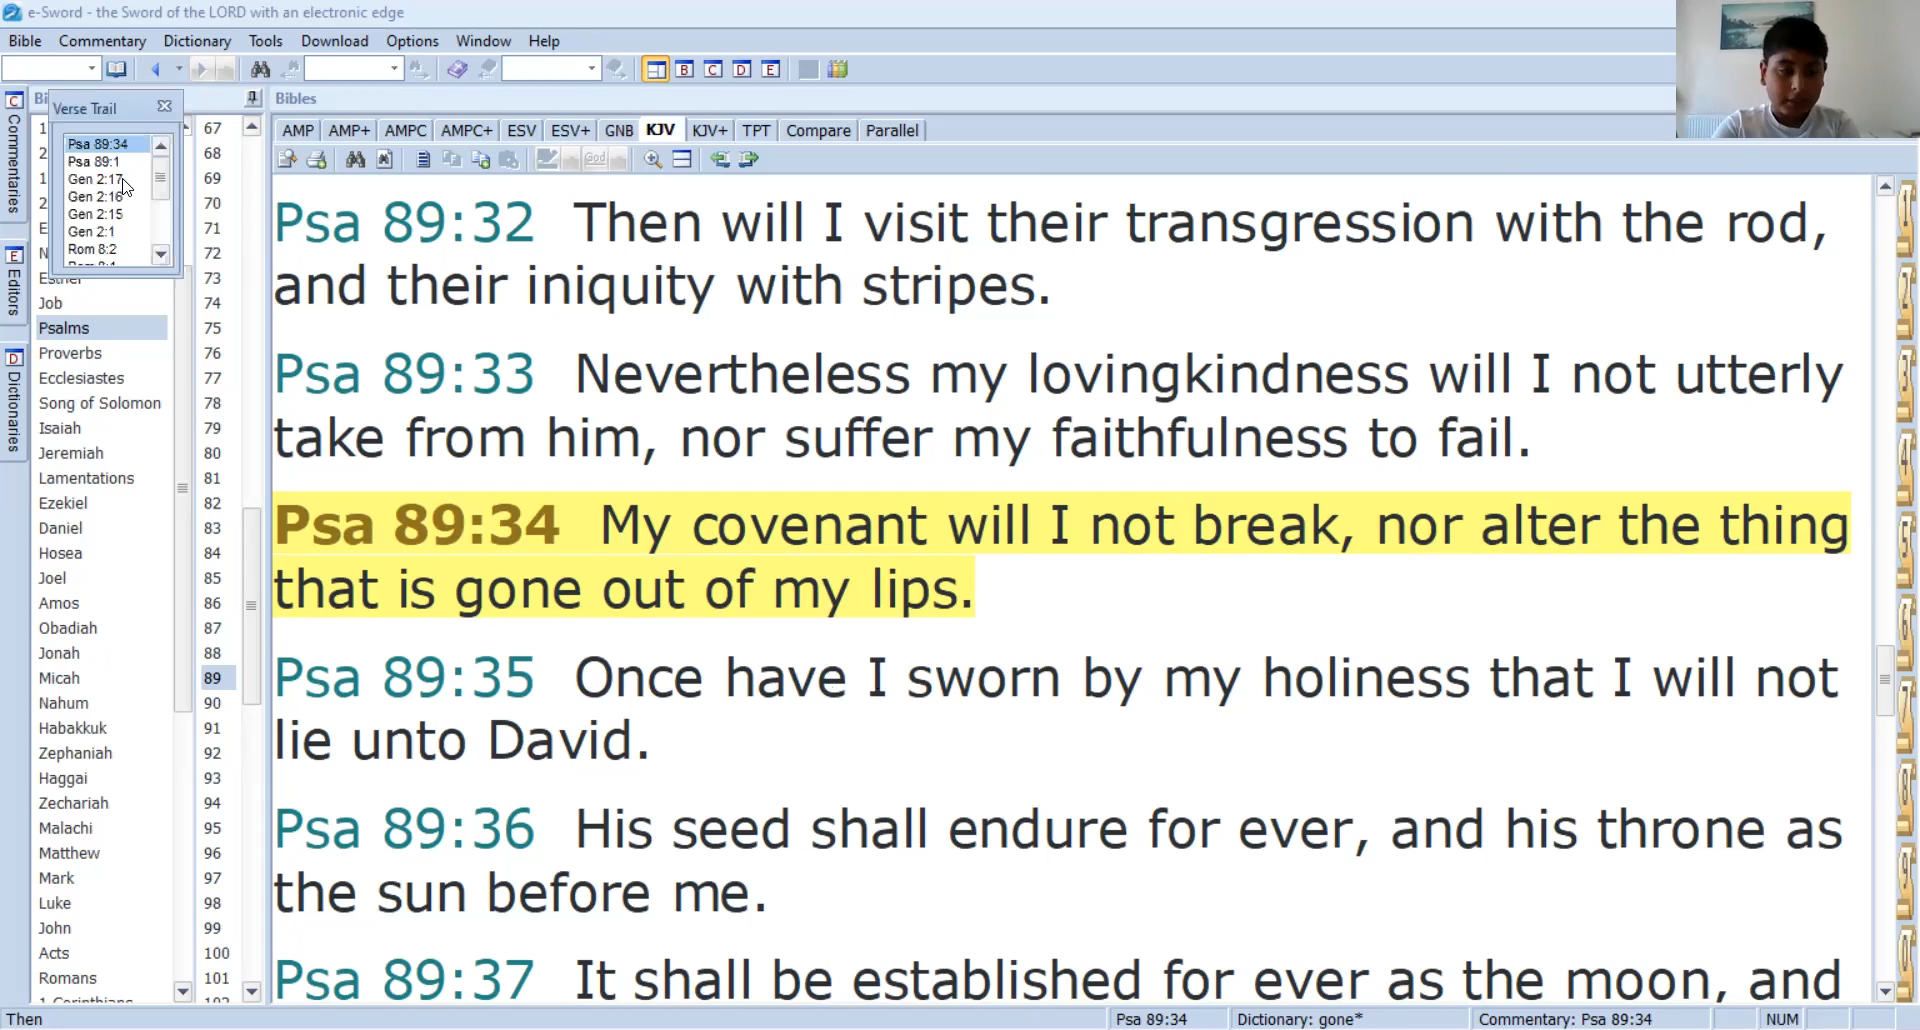 e-Sword - the Sword of the LORD with an electronic edge
Bible Commentary Dictionary Tools Download Options Window Help
B C D E
Verse Trail
Psa 89:34
Psa 89:1
Gen 2:17
Gen 2:16
Gen 2:15
Gen 2:1
Rom 8:2
C Commentaries
E Editors
D Dictionaries
Job
Psalms
Proverbs
Ecclesiastes
Song of Solomon
Isaiah
Jeremiah
Lamentations
Ezekiel
Daniel
Hosea
Joel
Amos
Obadiah
Jonah
Micah
Nahum
Habakkuk
Zephaniah
Haggai
Zechariah
Malachi
Matthew
Mark
Luke
John
Acts
Romans
1 Corinthians
67
68
69
70
71
72
73
74
75
76
77
78
79
80
81
82
83
84
85
86
87
88
89
90
91
92
93
94
95
96
97
98
99
100
101
102
Bibles
AMP AMP+ AMPC AMPC+ ESV ESV+ GNB KJV KJV+ TPT Compare Parallel
God
Psa 89:32 Then will I visit their transgression with the rod,
and their iniquity with stripes.
Psa 89:33 Nevertheless my lovingkindness will I not utterly
take from him, nor suffer my faithfulness to fail.
Psa 89:34 My covenant will I not break, nor alter the thing
that is gone out of my lips.
Psa 89:35 Once have I sworn by my holiness that I will not
lie unto David.
Psa 89:36 His seed shall endure for ever, and his throne as
the sun before me.
Psa 89:37 It shall be established for ever as the moon, and
Then
Psa 89:34 Dictionary: gone* Commentary: Psa 89:34 NUM